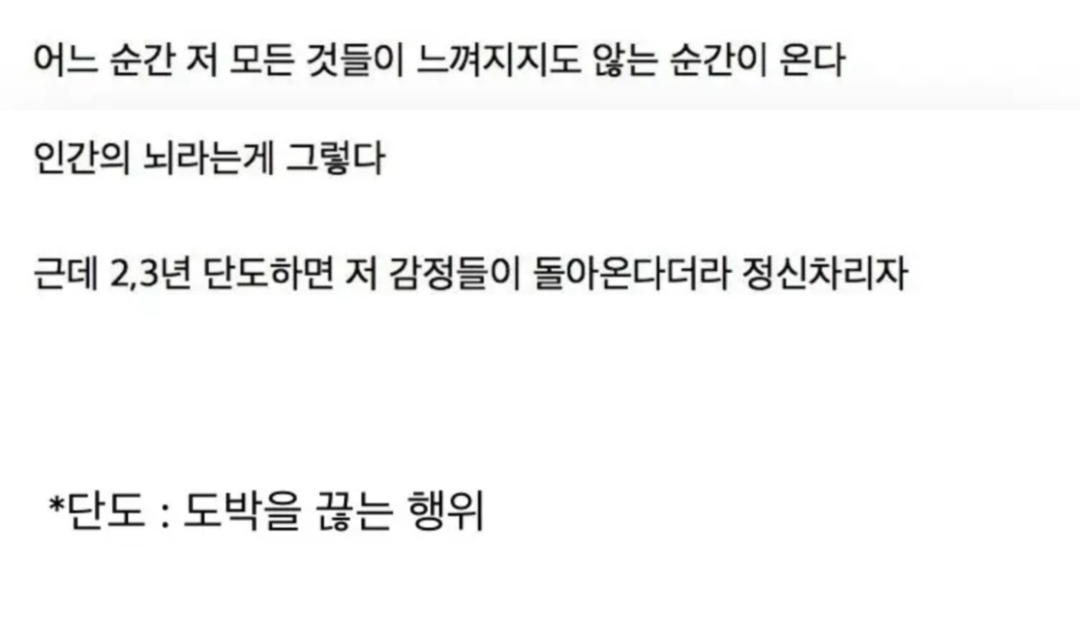 어느 순간 저 모든 것들이 느껴지지도 않는 순간이 온다
인간의 뇌라는게 그렇다
근데 2,3년 단도하면 저 감정들이 돌아온다더라 정신차리자
*단도 : 도박을 끊는 행위